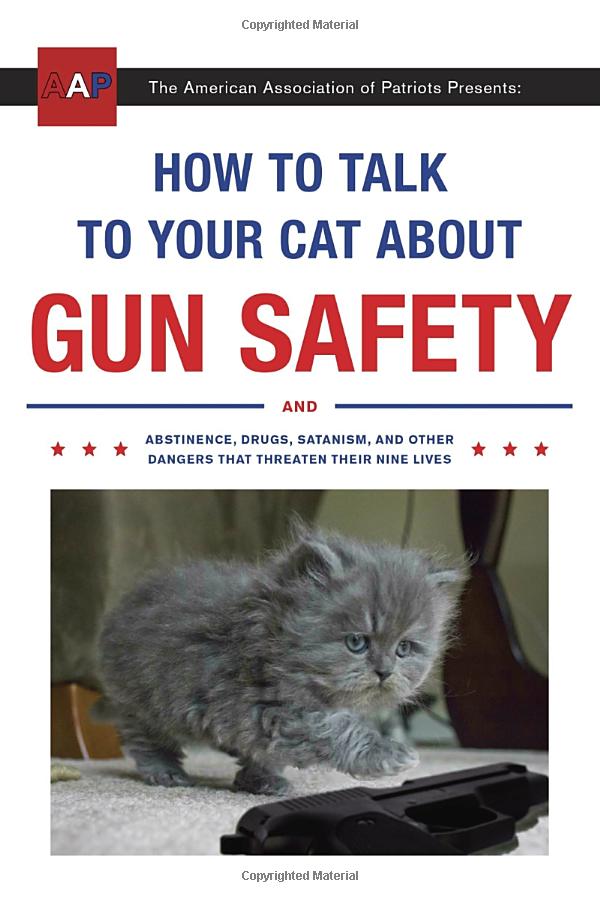 Copyrighted Material
AAP
The American Association of Patriots Presents:
HOW TO TALK
TO YOUR CAT ABOUT
GUN SAFETY
AND
ABSTINENCE, DRUGS, SATANISM, AND OTHER
DANGERS THAT THREATEN THEIR NINE LIVES
Copyrighted Material